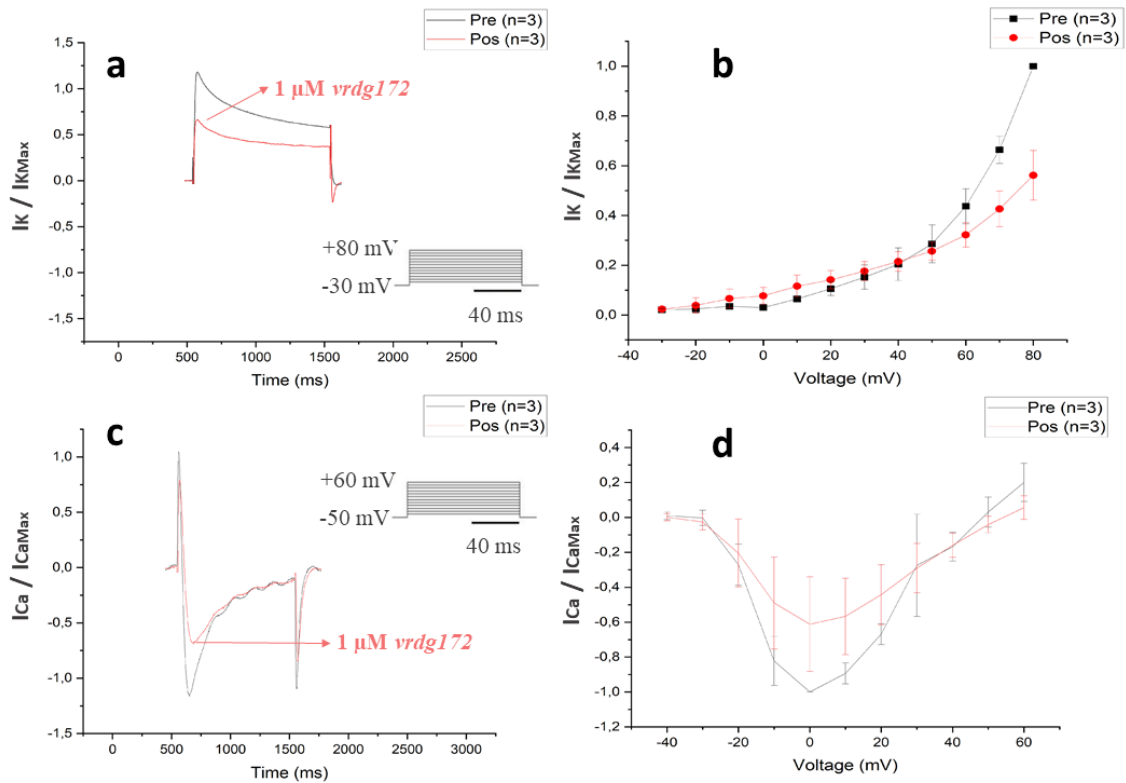 Pre (n=3)
Pos (n=3)
a
1 µM vrdg172
1,5
1,0
0,5
0,0
-0,5
-1,0
-1,5
IK / IKMax
+80 mV
-30 mV
40 ms
0 500 1000 1500 2000 2500
Time (ms)
Pre (n=3)
Pos (n=3)
b
1,0
0,8
0,6
0,4
0,2
0,0
IK / IKMax
-40 -20 0 20 40 60 80
Voltage (mV)
Pre (n=3)
Pos (n=3)
c
1,0
0,5
0,0
-0,5
-1,0
-1,5
ICa / ICaMax
+60 mV
-50 mV
40 ms
1 µM vrdg172
0 500 1000 1500 2000 2500 3000
Time (ms)
Pre (n=3)
Pos (n=3)
d
0,4
0,2
0,0
-0,2
-0,4
-0,6
-0,8
-1,0
-1,2
ICa / ICaMax
-40 -20 0 20 40 60
Voltage (mV)